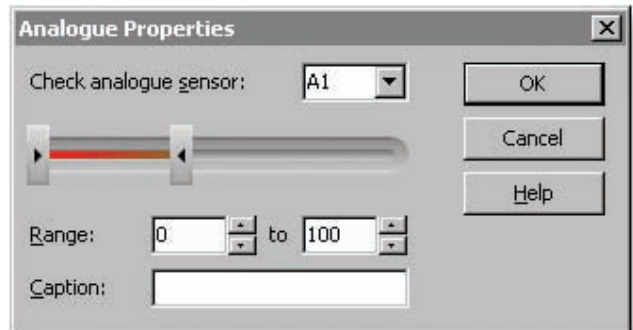 Analogue Properties
Check analogue sensor: A1
OK
Cancel
Help
Range: 0 to 100
Caption: